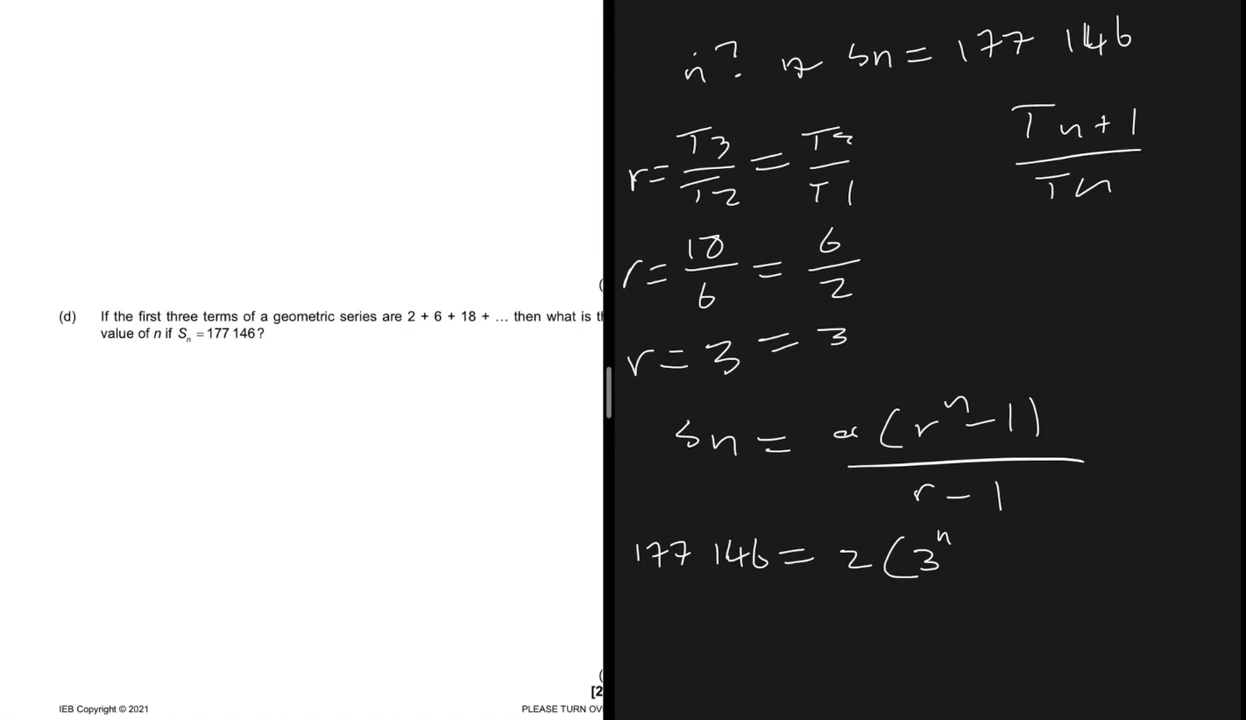 (d) If the first three terms of a geometric series are 2 + 6 + 18 + … then what is th
value of n if Sₙ = 177 146?
[2
IEB Copyright © 2021
PLEASE TURN OV
n? Sn = 177 146
r = T3/T2 = T2/T1
Tn+1/Tn
r = 18/6 = 6/2
r = 3 = 3
Sn = a(rⁿ-1)/r-1
177 146 = 2(3ⁿ